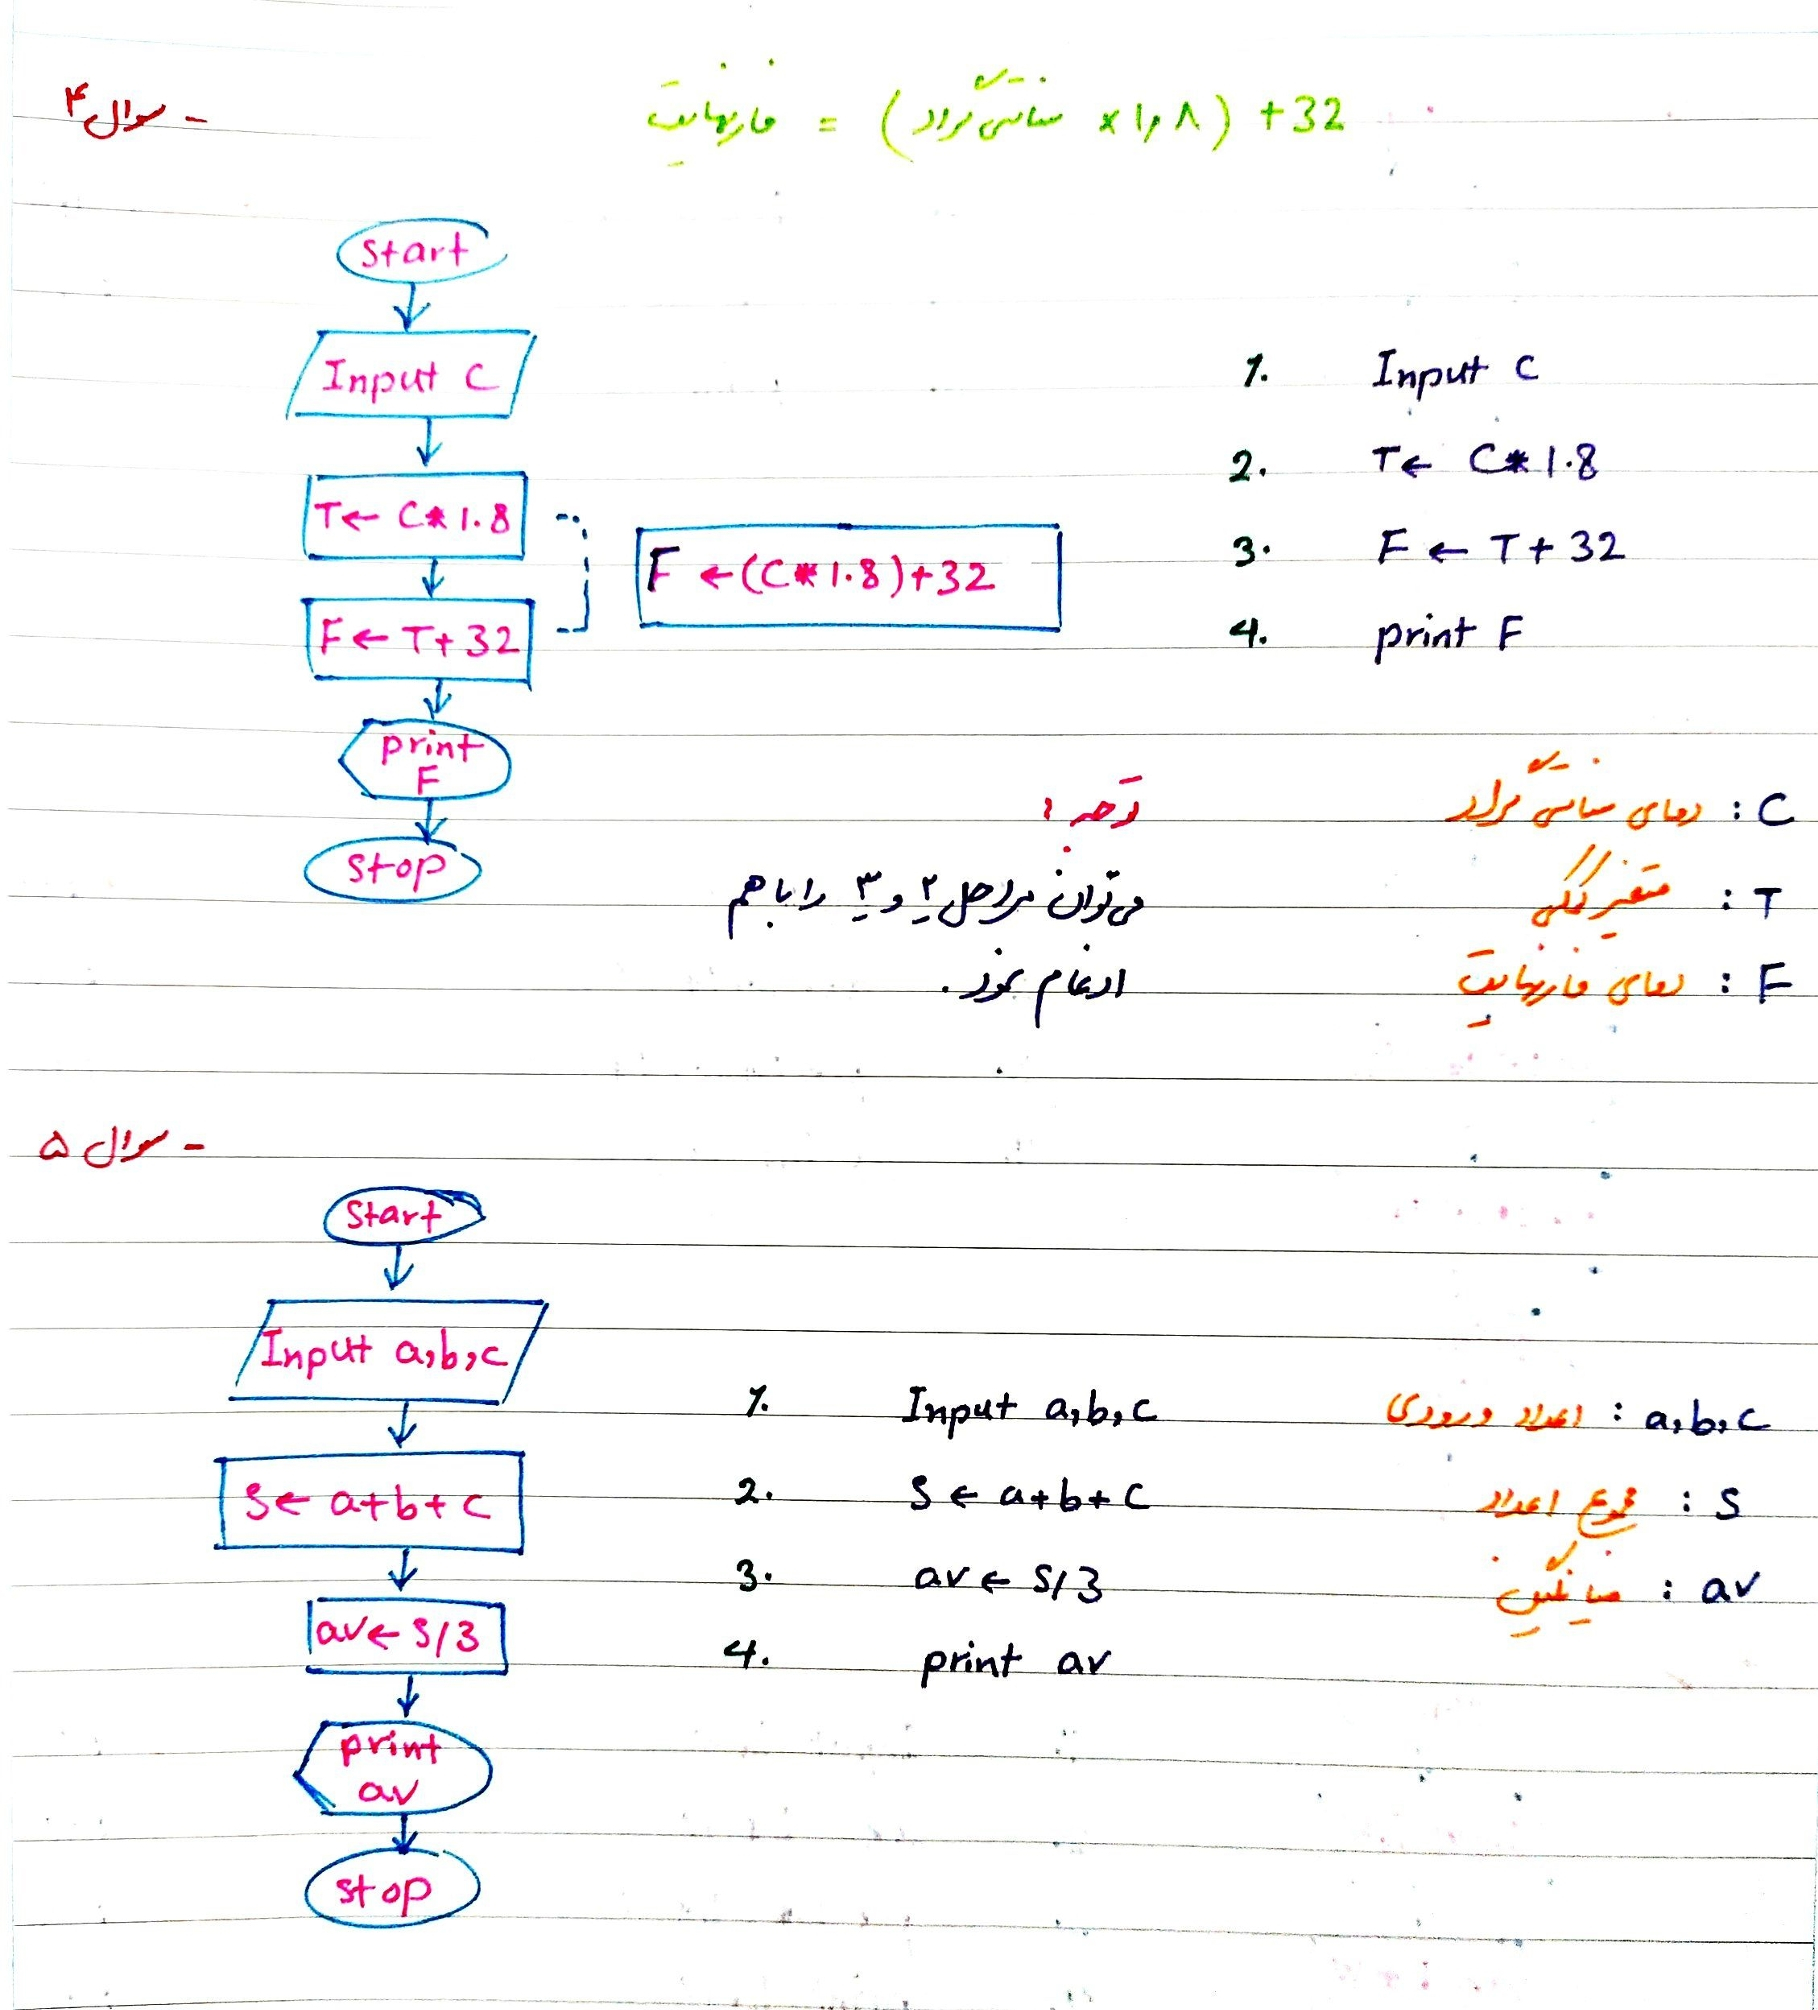 - سوال ۴
فارنهایت = (سانتی‌گراد × ۱٫۸) + 32
Start
Input C
T ← C * 1.8
F ← T + 32
F ← (C * 1.8) + 32
print
F
Stop
1. Input C
2. T ← C * 1.8
3. F ← T + 32
4. print F
C : دمای سانتی‌گراد
T : متغیر کمکی
F : دمای فارنهایت
توجه :
می‌توان مراحل ۲ و ۳ را با هم
ادغام نمود .
- سوال ۵
Start
Input a,b,c
S ← a+b+c
av ← S/3
print
av
Stop
1. Input a,b,c
2. S ← a+b+c
3. av ← S/3
4. print av
a,b,c : اعداد ورودی
S : مجموع اعداد
av : میانگین